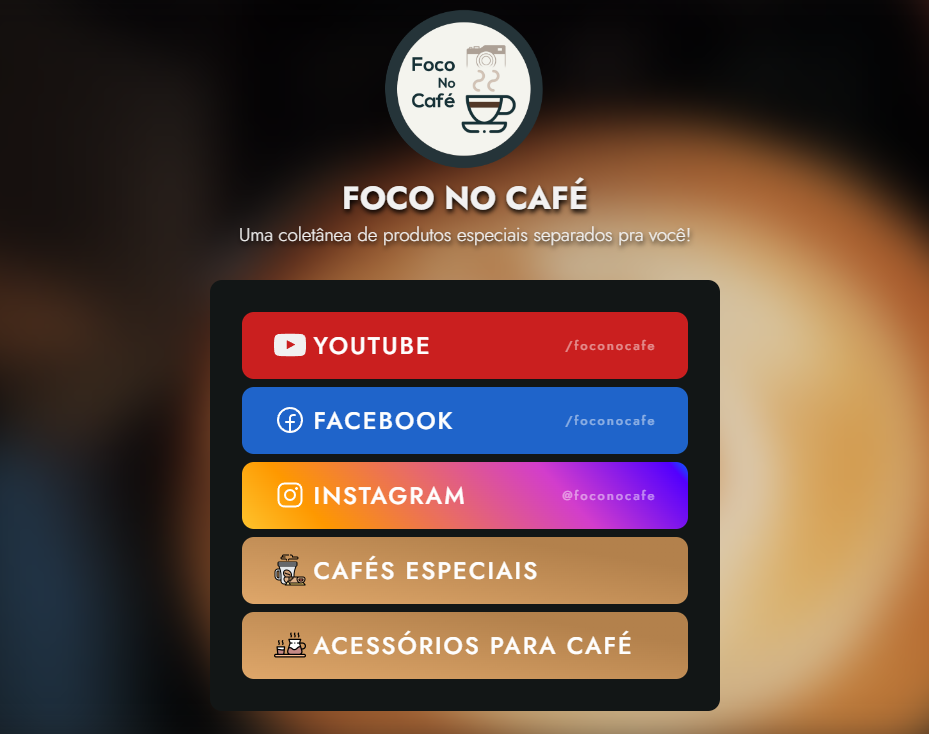 Foco
No
Café
FOCO NO CAFÉ
Uma coletânea de produtos especiais separados pra você!
YOUTUBE /foconocafe
FACEBOOK /foconocafe
INSTAGRAM @foconocafe
CAFÉS ESPECIAIS
ACESSÓRIOS PARA CAFÉ